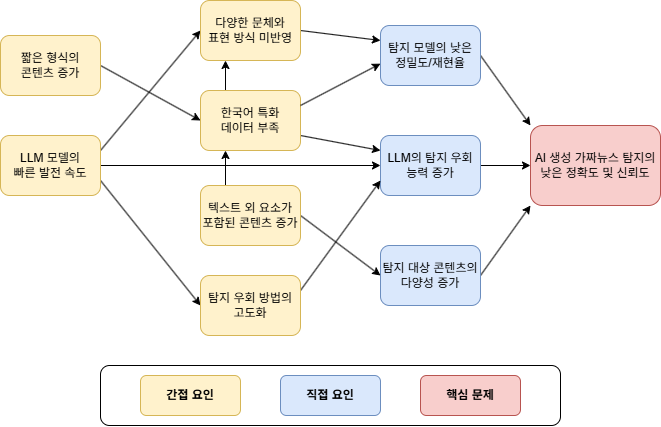 다양한 문체와
표현 방식 미반영
짧은 형식의
콘텐츠 증가
탐지 모델의 낮은
정밀도/재현율
한국어 특화
데이터 부족
LLM 모델의
빠른 발전 속도
LLM의 탐지 우회
능력 증가
AI 생성 가짜뉴스 탐지의
낮은 정확도 및 신뢰도
텍스트 외 요소가
포함된 콘텐츠 증가
탐지 대상 콘텐츠의
다양성 증가
탐지 우회 방법의
고도화
간접 요인
직접 요인
핵심 문제